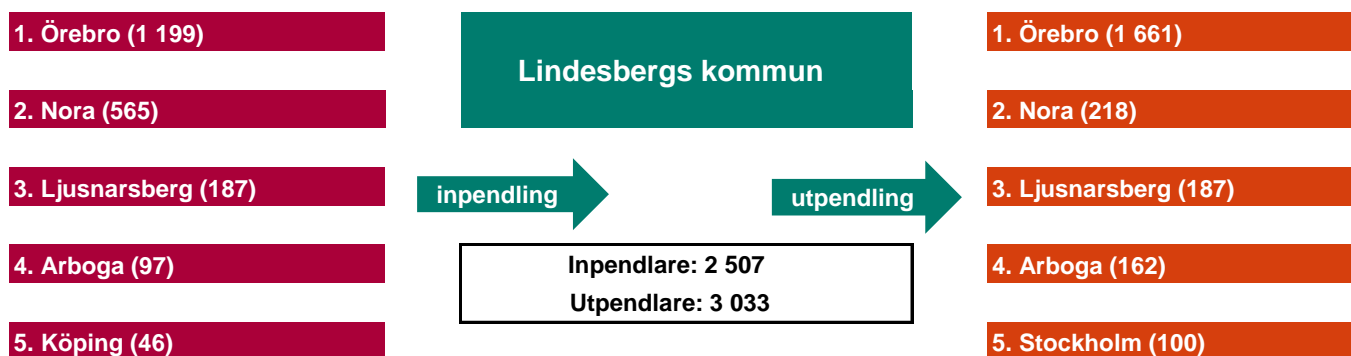 1. Örebro (1 199)
2. Nora (565)
3. Ljusnarsberg (187)
4. Arboga (97)
5. Köping (46)
Lindesbergs kommun
inpendling
utpendling
Inpendlare: 2 507
Utpendlare: 3 033
1. Örebro (1 661)
2. Nora (218)
3. Ljusnarsberg (187)
4. Arboga (162)
5. Stockholm (100)